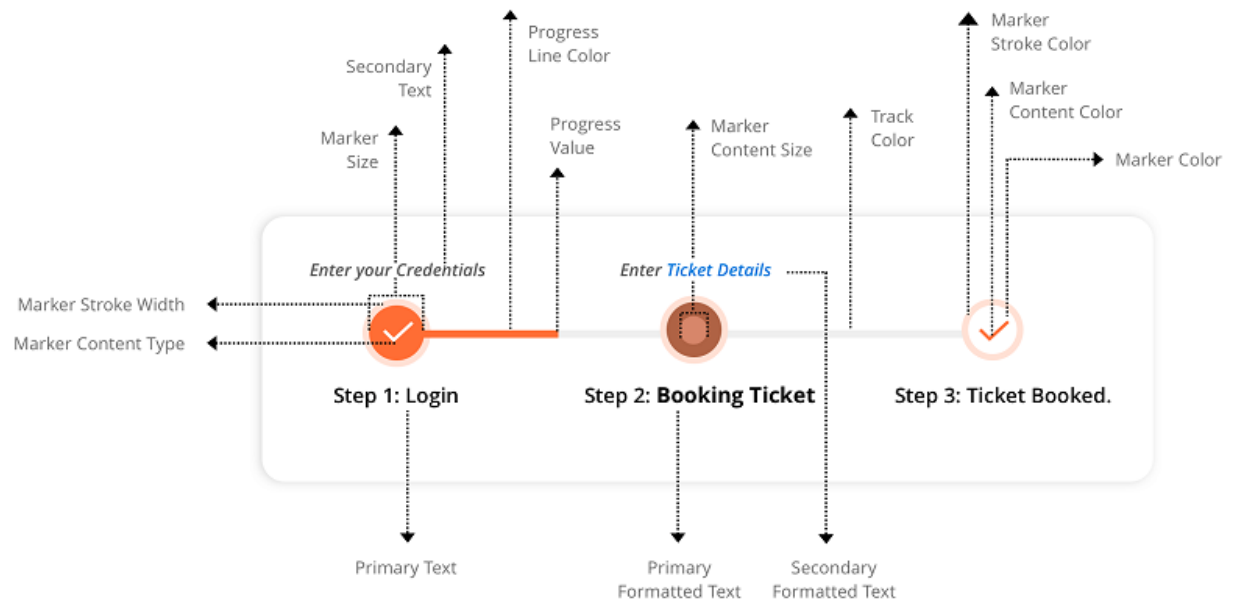 Marker
Stroke Color
Progress
Line Color
Secondary
Text
Marker
Content Color
Track
Color
Progress
Value
Marker
Content Size
Marker
Size
Marker Color
Enter your Credentials
Enter Ticket Details
Marker Stroke Width
Marker Content Type
Step 1: Login
Step 2: Booking Ticket
Step 3: Ticket Booked.
Primary Text
Primary
Formatted Text
Secondary
Formatted Text